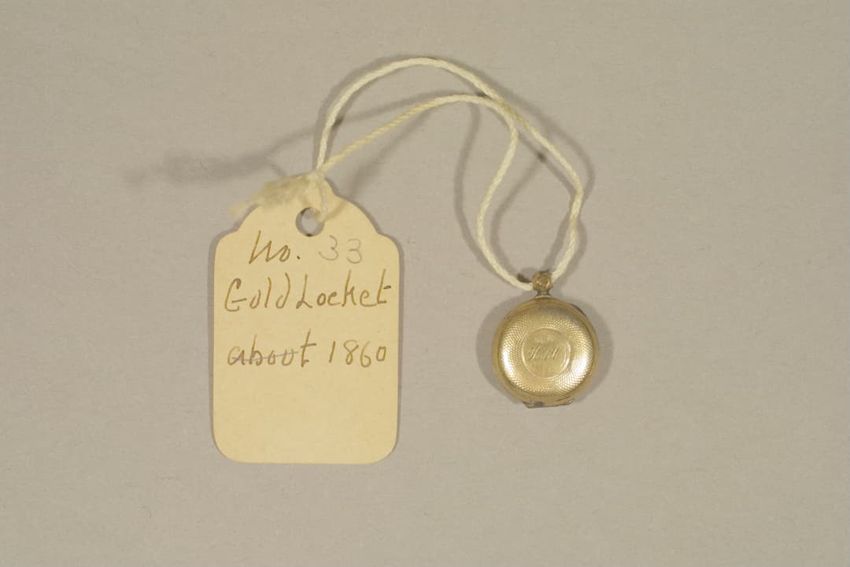 No. 33
Gold Locket
about 1860